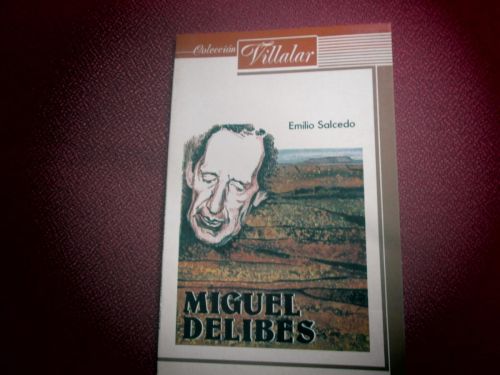 Colección Villalar
Emilio Salcedo
MIGUEL
DELIBES